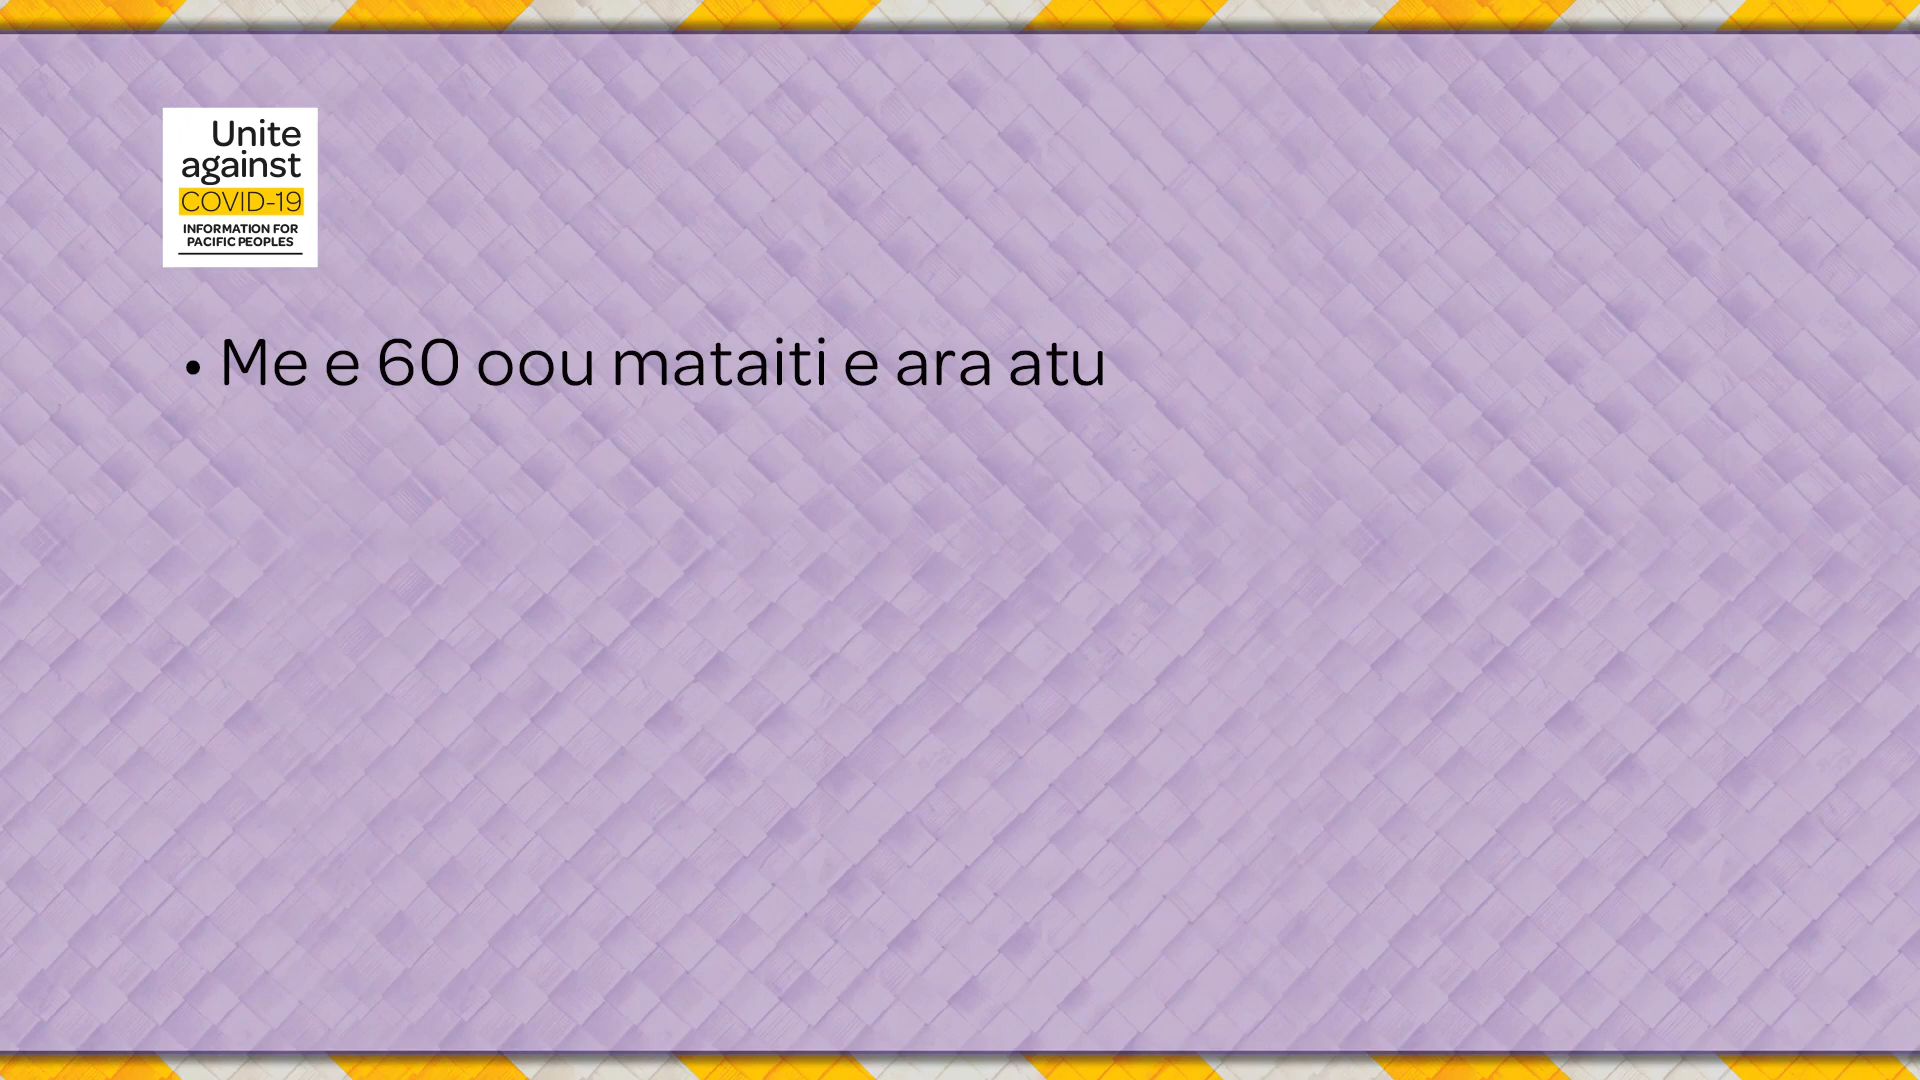 Unite
against
COVID-19
INFORMATION FOR
PACIFIC PEOPLES
• Me e 60 oou mataiti e ara atu